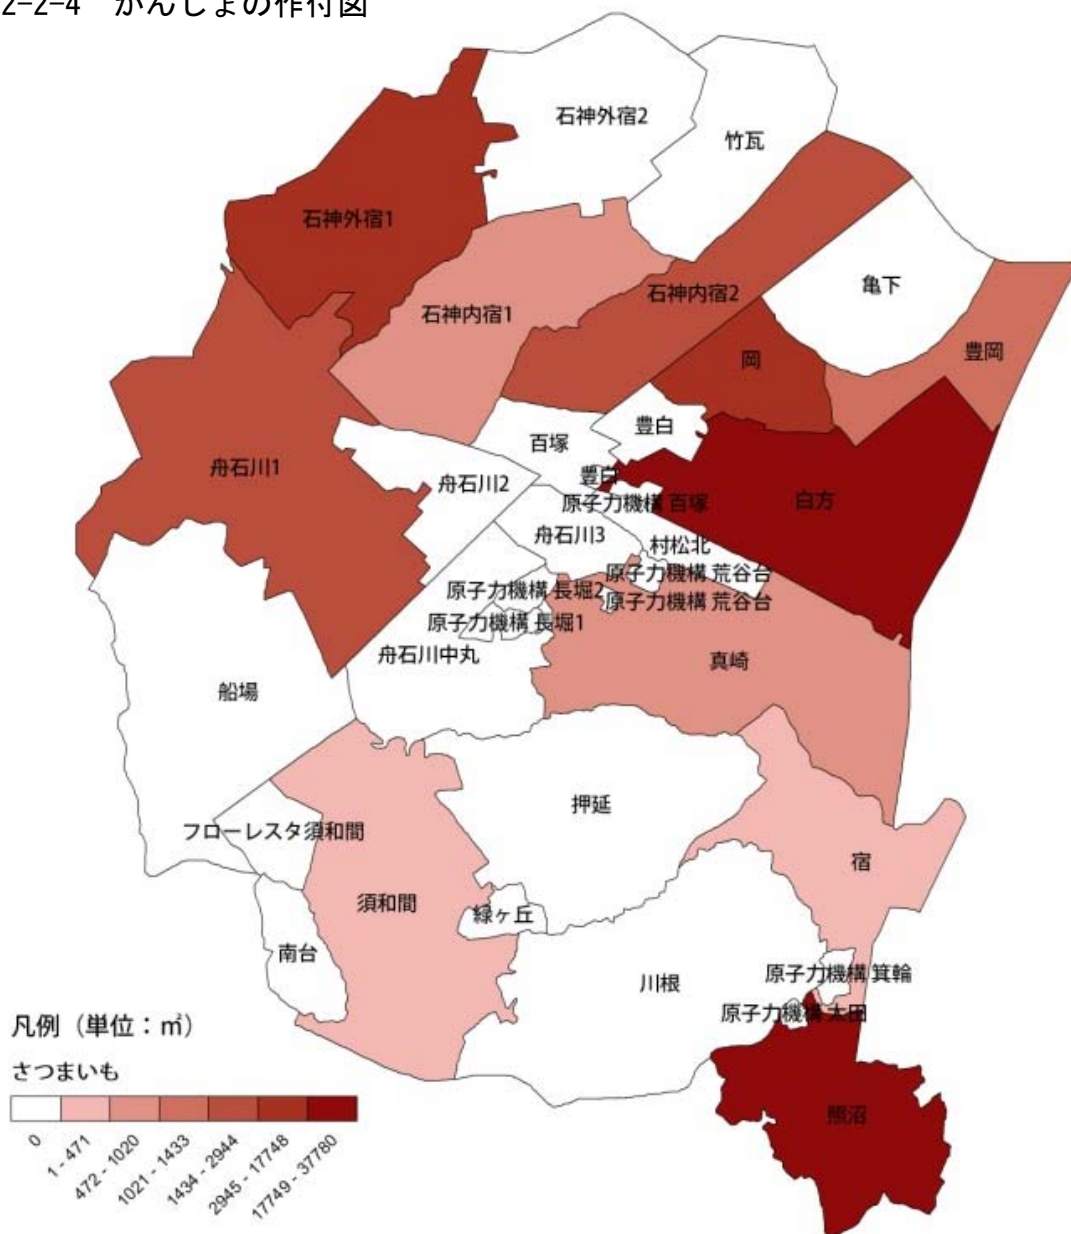 2-2-4 かんしょの作付図
石神外宿2
竹瓦
石神外宿1
亀下
石神内宿2
石神内宿1
豊岡
岡
豊白
百塚
舟石川1
豊白
舟石川2
白方
原子力機構 百塚
舟石川3
村松北
原子力機構 荒谷台
原子力機構 長堀2
原子力機構 荒谷台
原子力機構 長堀1
舟石川中丸
真崎
船場
押延
フローレスタ須和間
宿
須和間
緑ヶ丘
南台
川根
原子力機構 箕輪
原子力機構 太田
照沼
凡例（単位：㎡）
さつまいも
0
1 - 471
472 - 1020
1021 - 1433
1434 - 2944
2945 - 17748
17749 - 37780